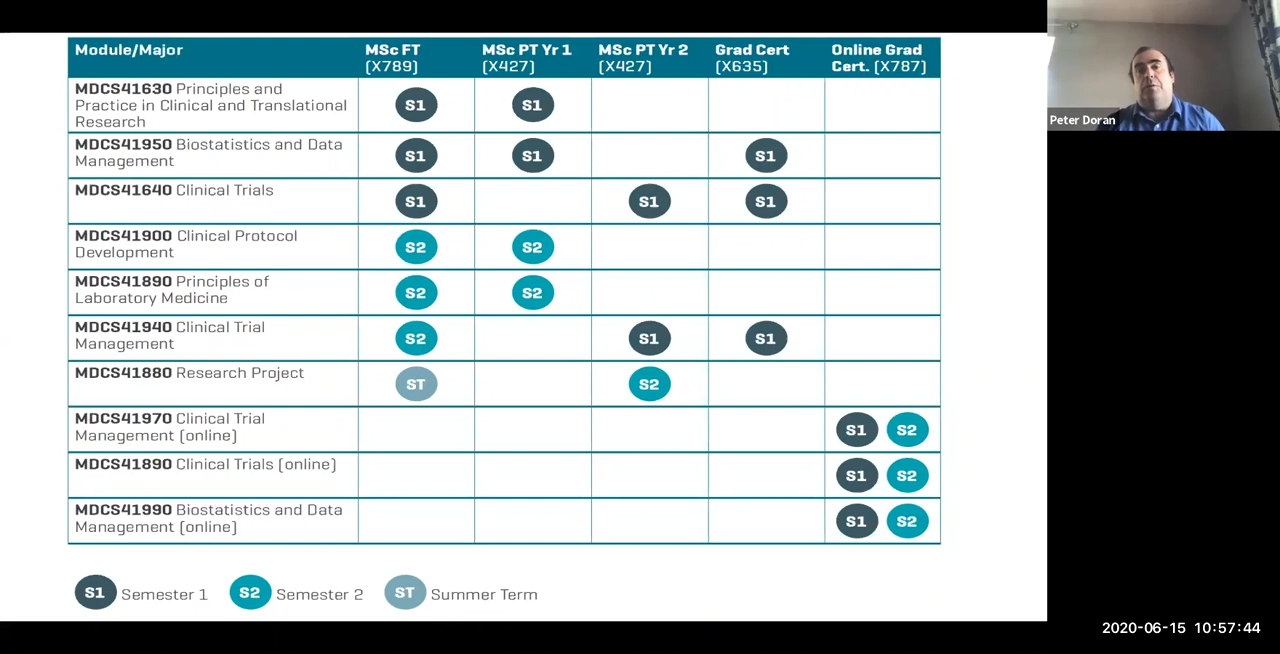 Module/Major MSc FT (X789) MSc PT Yr 1 (X427) MSc PT Yr 2 (X427) Grad Cert (X635) Online Grad Cert. (X787)
MDCS41630 Principles and
Practice in Clinical and Translational
Research
S1 S1
MDCS41950 Biostatistics and Data
Management
S1 S1 S1
MDCS41640 Clinical Trials
S1 S1 S1
MDCS41900 Clinical Protocol
Development
S2 S2
MDCS41890 Principles of
Laboratory Medicine
S2 S2
MDCS41940 Clinical Trial
Management
S2 S1 S1
MDCS41880 Research Project
ST S2
MDCS41970 Clinical Trial
Management (online)
S1 S2
MDCS41890 Clinical Trials (online)
S1 S2
MDCS41990 Biostatistics and Data
Management (online)
S1 S2
S1 Semester 1 S2 Semester 2 ST Summer Term
Peter Doran
2020-06-15 10:57:44